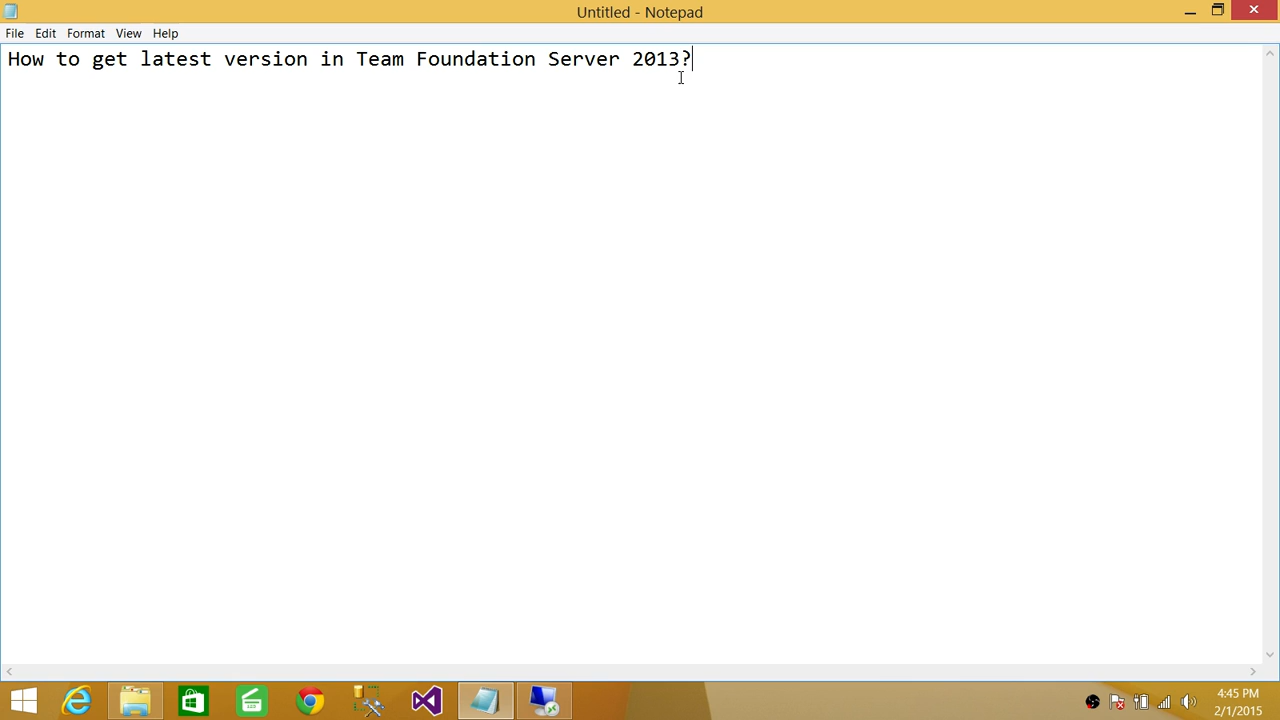 Untitled - Notepad
File Edit Format View Help
How to get latest version in Team Foundation Server 2013?
4:45 PM
2/1/2015